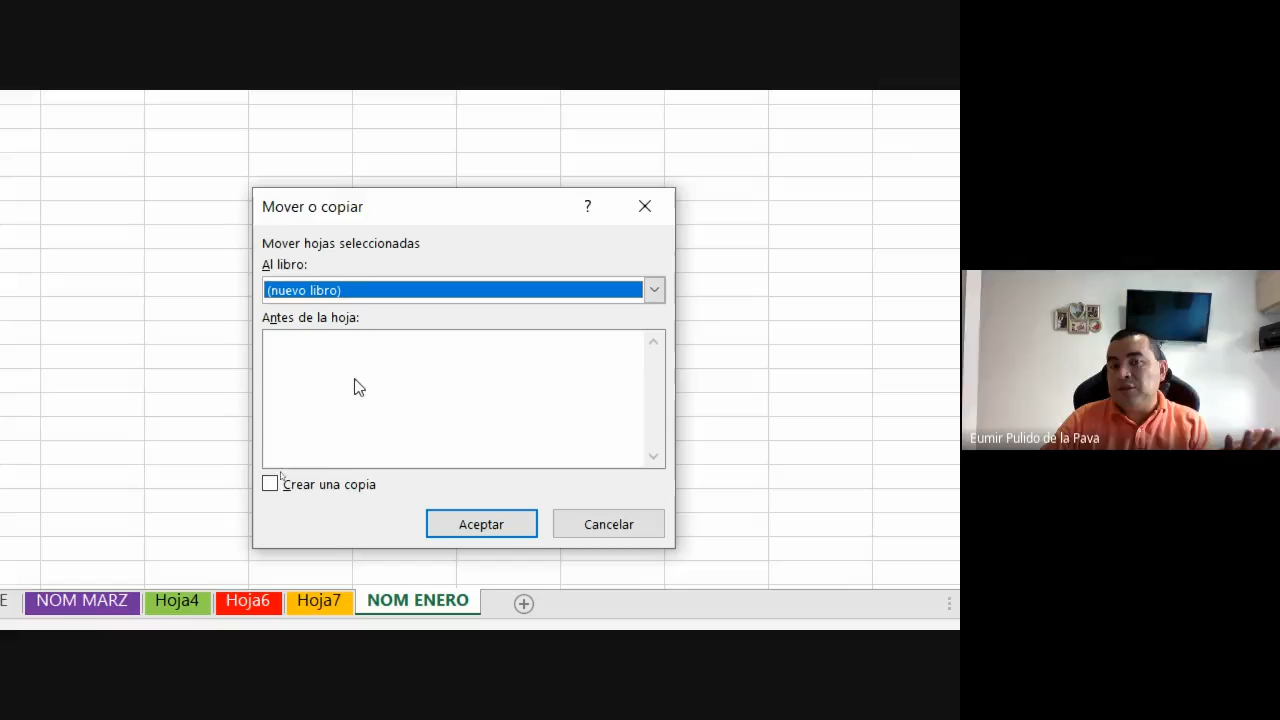 Mover o copiar
?
Mover hojas seleccionadas
Al libro:
(nuevo libro)
Antes de la hoja:
Crear una copia
Aceptar
Cancelar
E
NOM MARZ
Hoja4
Hoja6
Hoja7
NOM ENERO
Eumir Pulido de la Pava